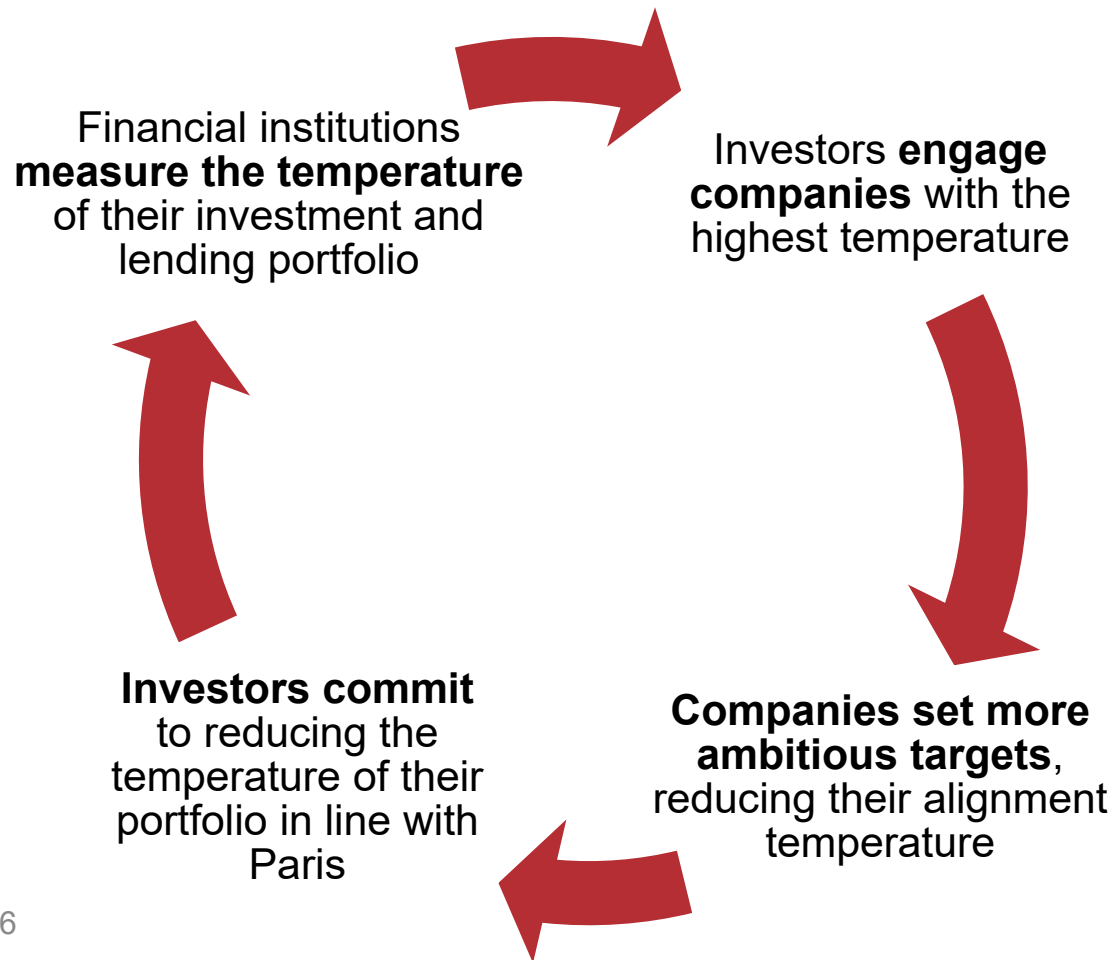 Financial institutions
measure the temperature
of their investment and
lending portfolio
Investors engage
companies with the
highest temperature
Companies set more
ambitious targets,
reducing their alignment
temperature
Investors commit
to reducing the
temperature of their
portfolio in line with
Paris
6